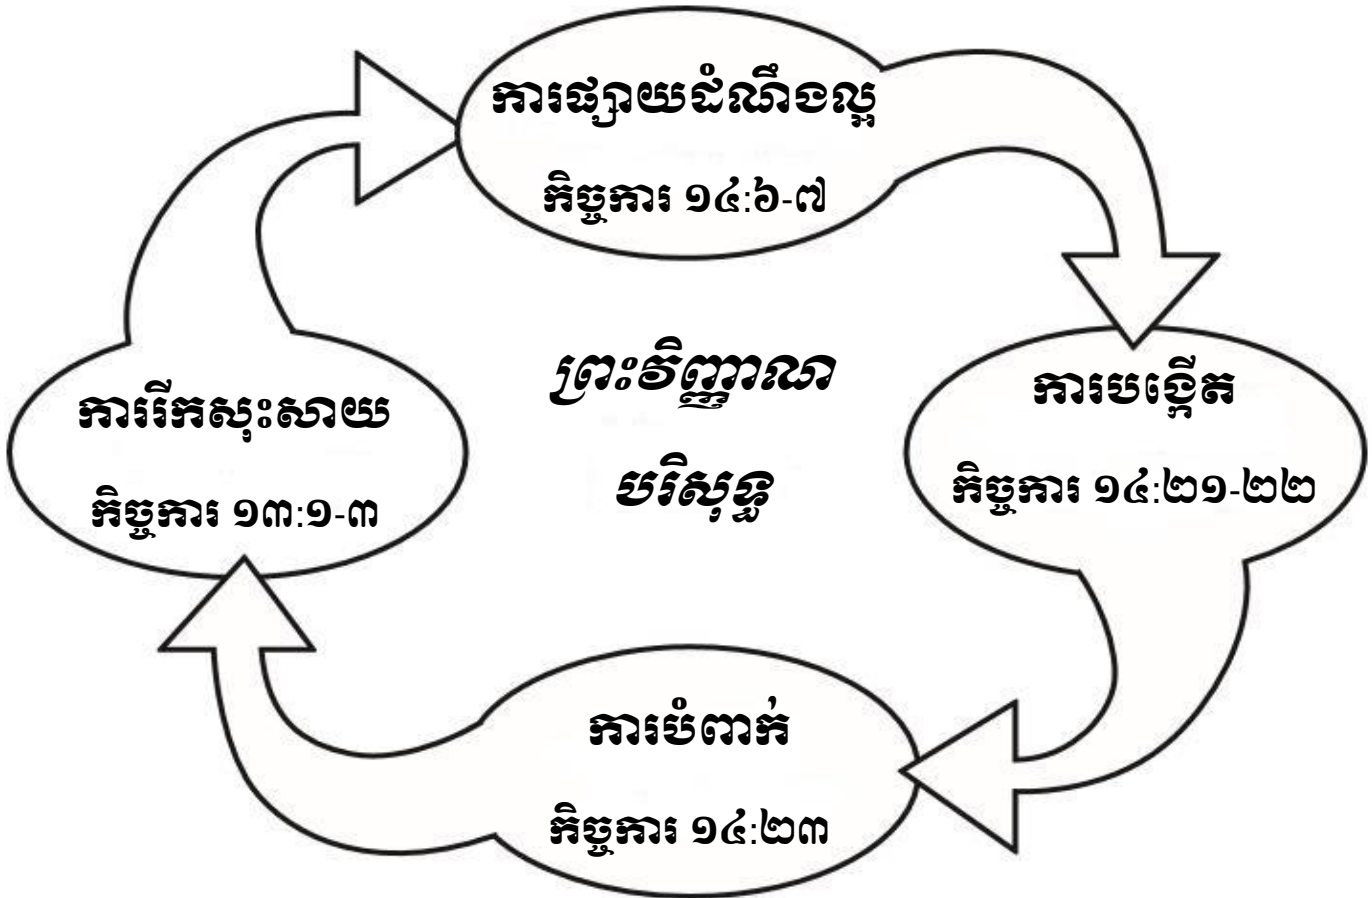 ការផ្សាយដំណឹងល្អ
កិច្ចការ ១៤:៦-៧
ព្រះវិញ្ញាណ
បរិសុទ្ធ
ការបង្កើត
កិច្ចការ ១៤:២១-២២
ការបំពាក់
កិច្ចការ ១៤:២៣
ការរីកសុះសាយ
កិច្ចការ ១៣:១-៣